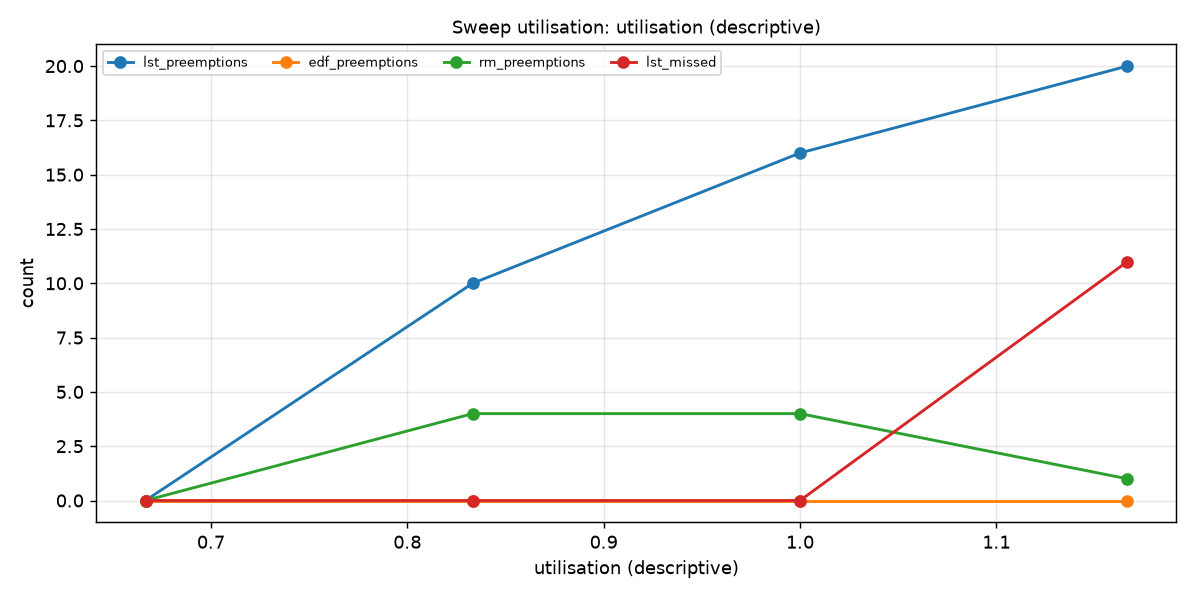 Sweep utilisation: utilisation (descriptive)
lst_preemptions edf_preemptions rm_preemptions lst_missed
20.0
17.5
15.0
12.5
10.0
7.5
5.0
2.5
0.0
count
0.7 0.8 0.9 1.0 1.1
utilisation (descriptive)